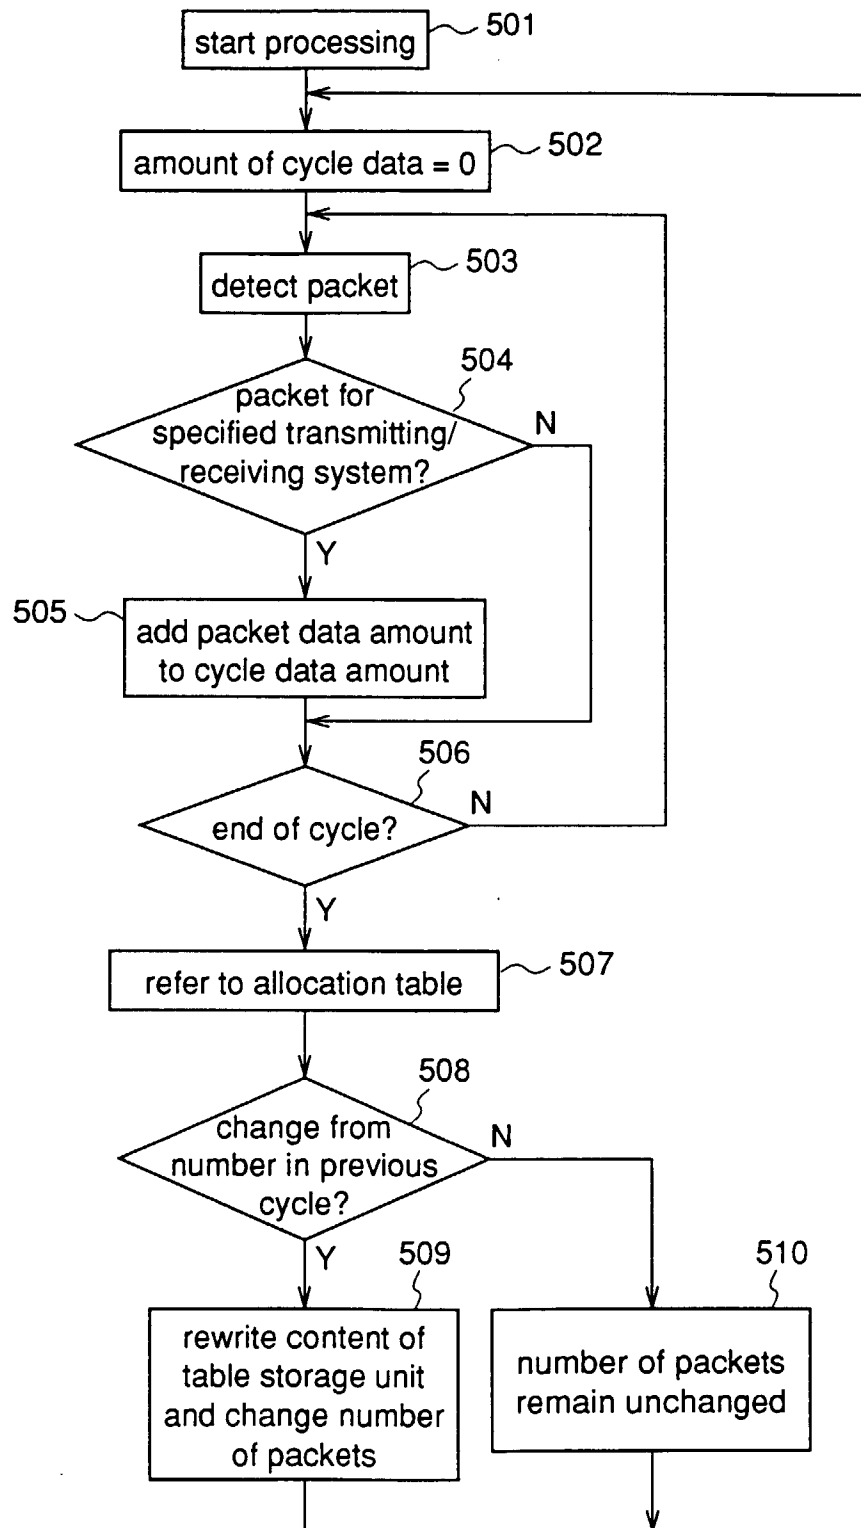 start processing
501
amount of cycle data = 0
502
detect packet
503
504
packet for
specified transmitting/
receiving system?
N
Y
505
add packet data amount
to cycle data amount
506
end of cycle?
N
Y
refer to allocation table
507
508
change from
number in previous
cycle?
N
Y
509
510
rewrite content of
table storage unit
and change number
of packets
number of packets
remain unchanged